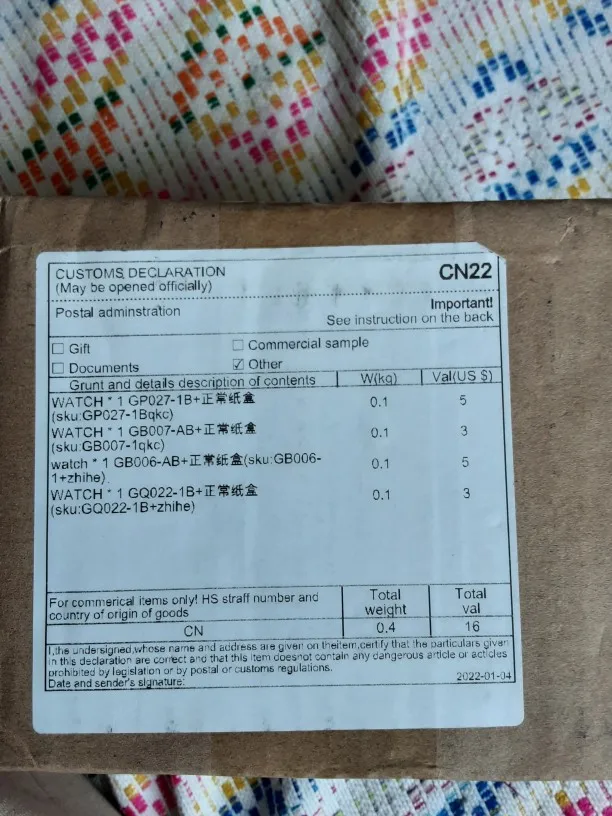 CUSTOMS DECLARATION
(May be opened officially)
CN22
Postal adminstration
Important!
See instruction on the back
Gift
Commercial sample
Documents
Other
Grunt and details description of contents
W(kg)
Val(US $)
WATCH * 1 GP027-1B+正常纸盒
(sku:GP027-1Bqkc)
0.1
5
WATCH * 1 GB007-AB+正常纸盒
(sku:GB007-1qkc)
0.1
3
watch * 1 GB006-AB+正常纸盒(sku:GB006-
1+zhihe)
0.1
5
WATCH * 1 GQ022-1B+正常纸盒
(sku:GQ022-1B+zhihe)
0.1
3
For commerical items only! HS straff number and
country of origin of goods
Total
weight
Total
val
CN
0.4
16
I,the undersigned,whose name and address are given on theitem,certify that the particulars given
in this declaration are correct and that this item doesnot contain any dangerous article or acticles
prohibited by legislation or by postal or customs regulations.
Date and sender's signature:
2022-01-04